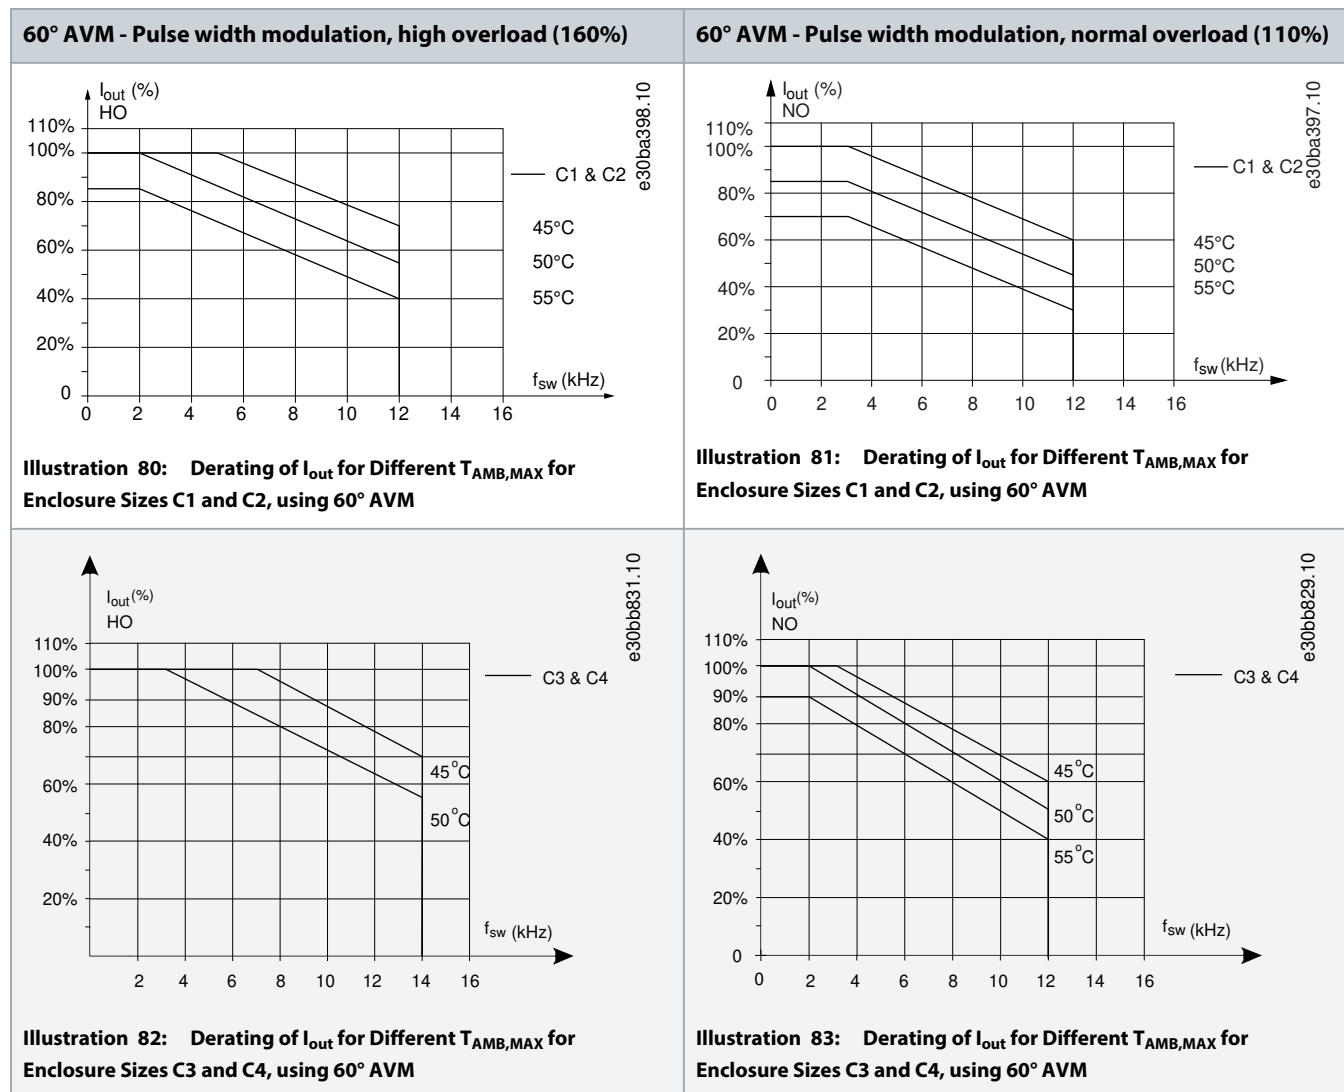 60° AVM - Pulse width modulation, high overload (160%)
60° AVM - Pulse width modulation, normal overload (110%)
Iout (%)
HO
110%
100%
80%
60%
40%
20%
0
0 2 4 6 8 10 12 14 16
fsw (kHz)
C1 & C2
45°C
50°C
55°C
e30ba398.10
Illustration 80: Derating of Iout for Different TAMB,MAX for
Enclosure Sizes C1 and C2, using 60° AVM
Iout (%)
NO
110%
100%
80%
60%
40%
20%
0
0 2 4 6 8 10 12 14 16
fsw (kHz)
C1 & C2
45°C
50°C
55°C
e30ba397.10
Illustration 81: Derating of Iout for Different TAMB,MAX for
Enclosure Sizes C1 and C2, using 60° AVM
Iout(%)
HO
110%
100%
90%
80%
60%
40%
20%
2 4 6 8 10 12 14 16
fsw (kHz)
C3 & C4
45°C
50°C
e30bb831.10
Illustration 82: Derating of Iout for Different TAMB,MAX for
Enclosure Sizes C3 and C4, using 60° AVM
Iout(%)
NO
110%
100%
90%
80%
60%
40%
20%
0
0 2 4 6 8 10 12 14 16
fsw (kHz)
C3 & C4
45°C
50°C
55°C
e30bb829.10
Illustration 83: Derating of Iout for Different TAMB,MAX for
Enclosure Sizes C3 and C4, using 60° AVM